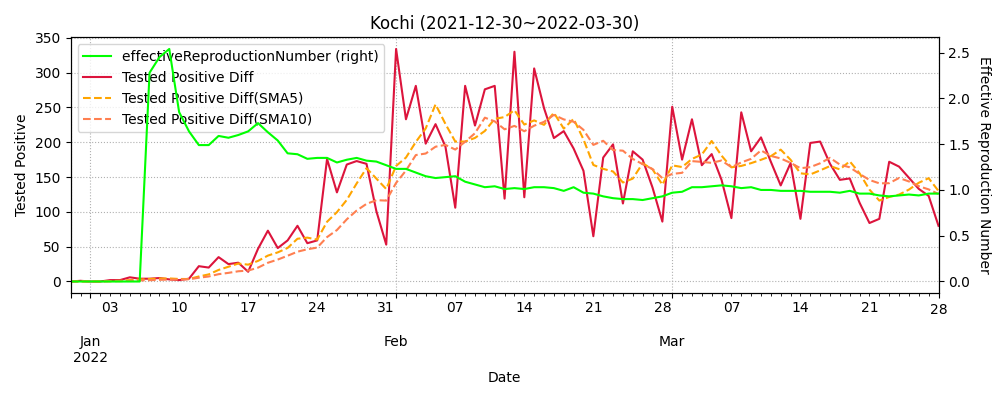 Kochi (2021-12-30~2022-03-30)
effectiveReproductionNumber (right)
Tested Positive Diff
Tested Positive Diff(SMA5)
Tested Positive Diff(SMA10)
Tested Positive
350
300
250
200
150
100
50
0
2.5
2.0
1.5
1.0
0.5
0.0
Effective Reproduction Number
03 10 17 24 31 07 14 21 28 07 14 21 28
Jan Feb Mar
2022
Date